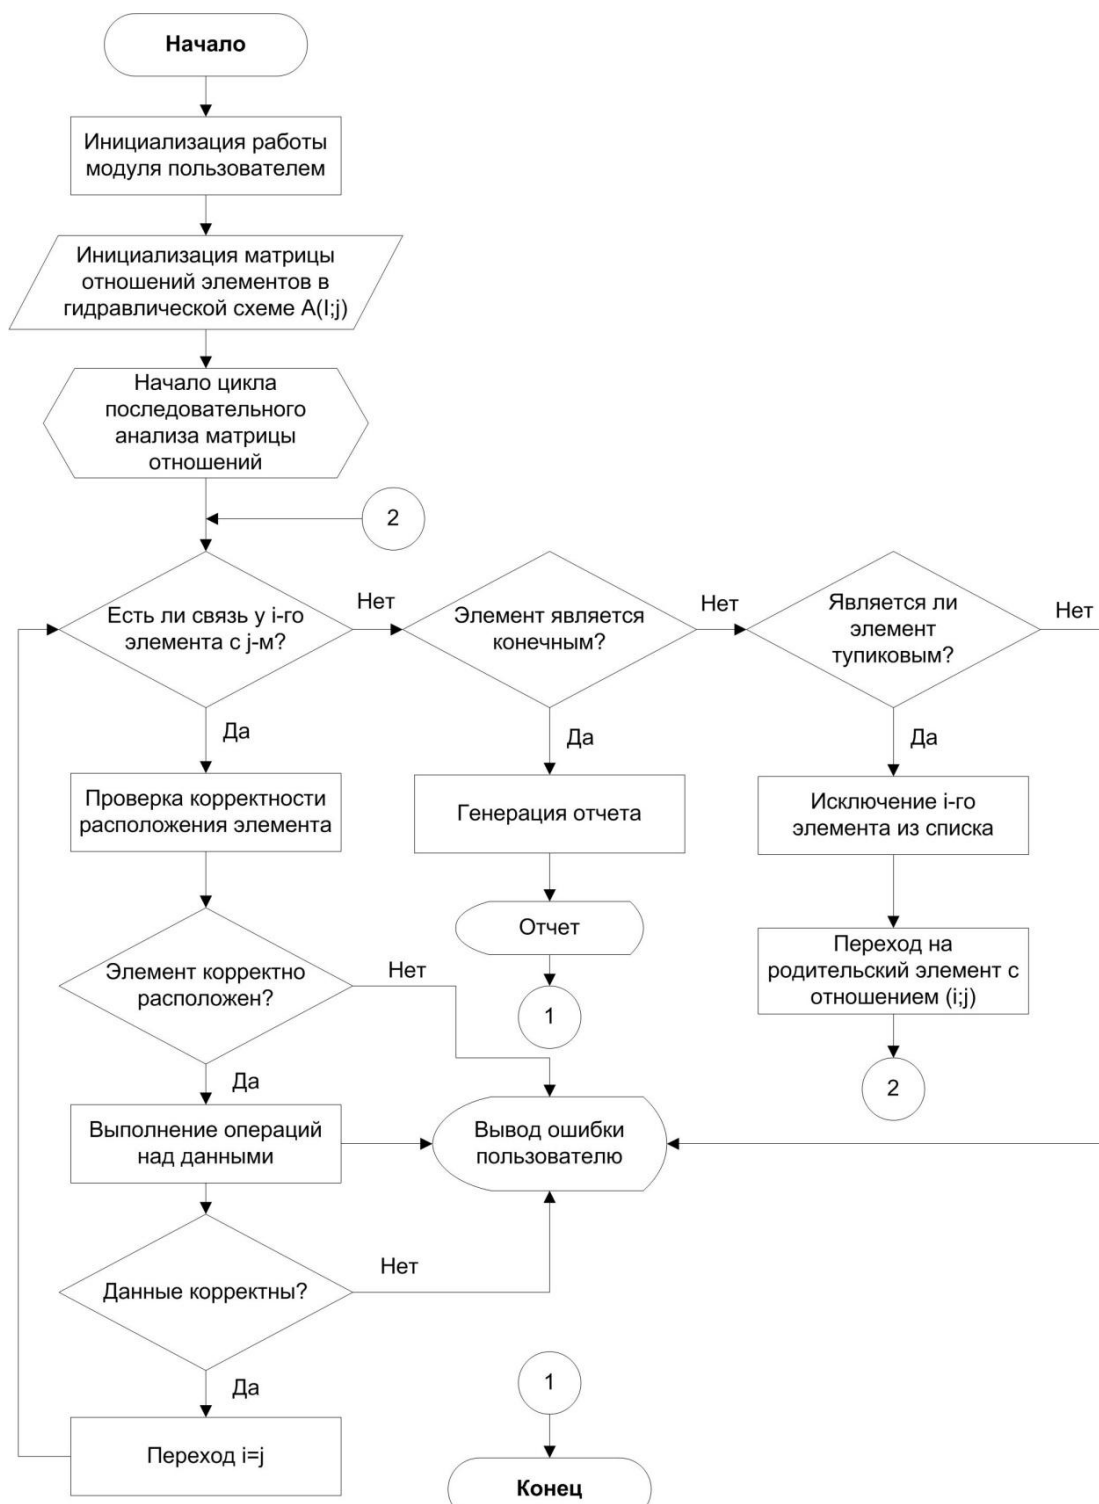 Начало
Инициализация работы
модуля пользователем
Инициализация матрицы
отношений элементов в
гидравлической схеме A(I;j)
Начало цикла
последовательного
анализа матрицы
отношений
2
Есть ли связь у i-го
элемента с j-м?
Нет
Элемент является
конечным?
Нет
Является ли
элемент
тупиковым?
Нет
Да
Да
Да
Проверка корректности
расположения элемента
Генерация отчета
Исключение i-го
элемента из списка
Отчет
Элемент корректно
расположен?
Нет
Переход на
родительский элемент с
отношением (i;j)
1
2
Да
Выполнение операций
над данными
Вывод ошибки
пользователю
Данные корректны?
Нет
Да
1
Переход i=j
Конец